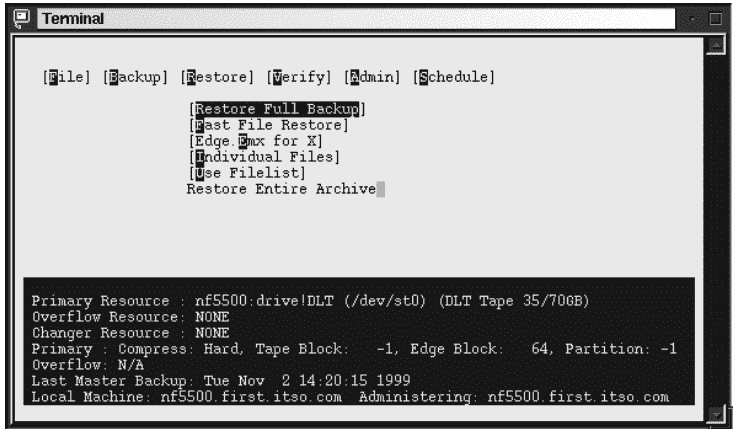 Terminal
[File] [Backup] [Restore] [Verify] [Admin] [Schedule]
[Restore Full Backup]
[Fast File Restore]
[Edge.Emx for X]
[Individual Files]
[Use Filelist]
Restore Entire Archive
Primary Resource : nf5500:drive!DLT (/dev/st0) (DLT Tape 35/70GB)
Overflow Resource: NONE
Changer Resource : NONE
Primary : Compress: Hard, Tape Block: -1, Edge Block: 64, Partition: -1
Overflow: N/A
Last Master Backup: Tue Nov 2 14:20:15 1999
Local Machine: nf5500.first.itso.com Administering: nf5500.first.itso.com